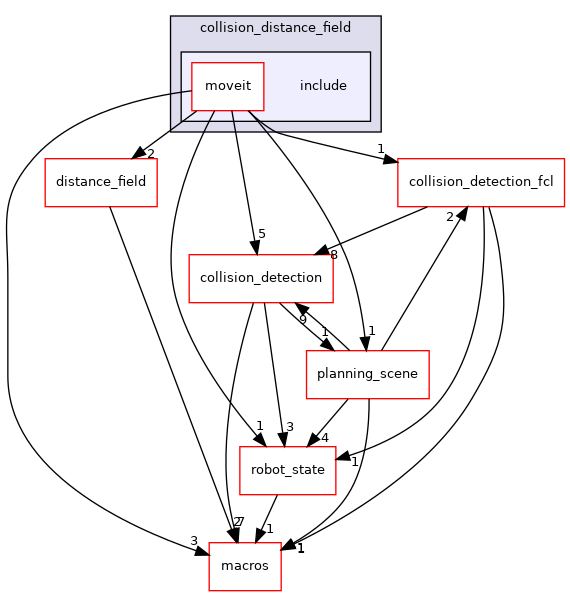 collision_distance_field
moveit
include
1
2
distance_field
collision_detection_fcl
2
5
8
collision_detection
9
1
1
planning_scene
1
3
4
1
robot_state
2
7
1
3
1
macros